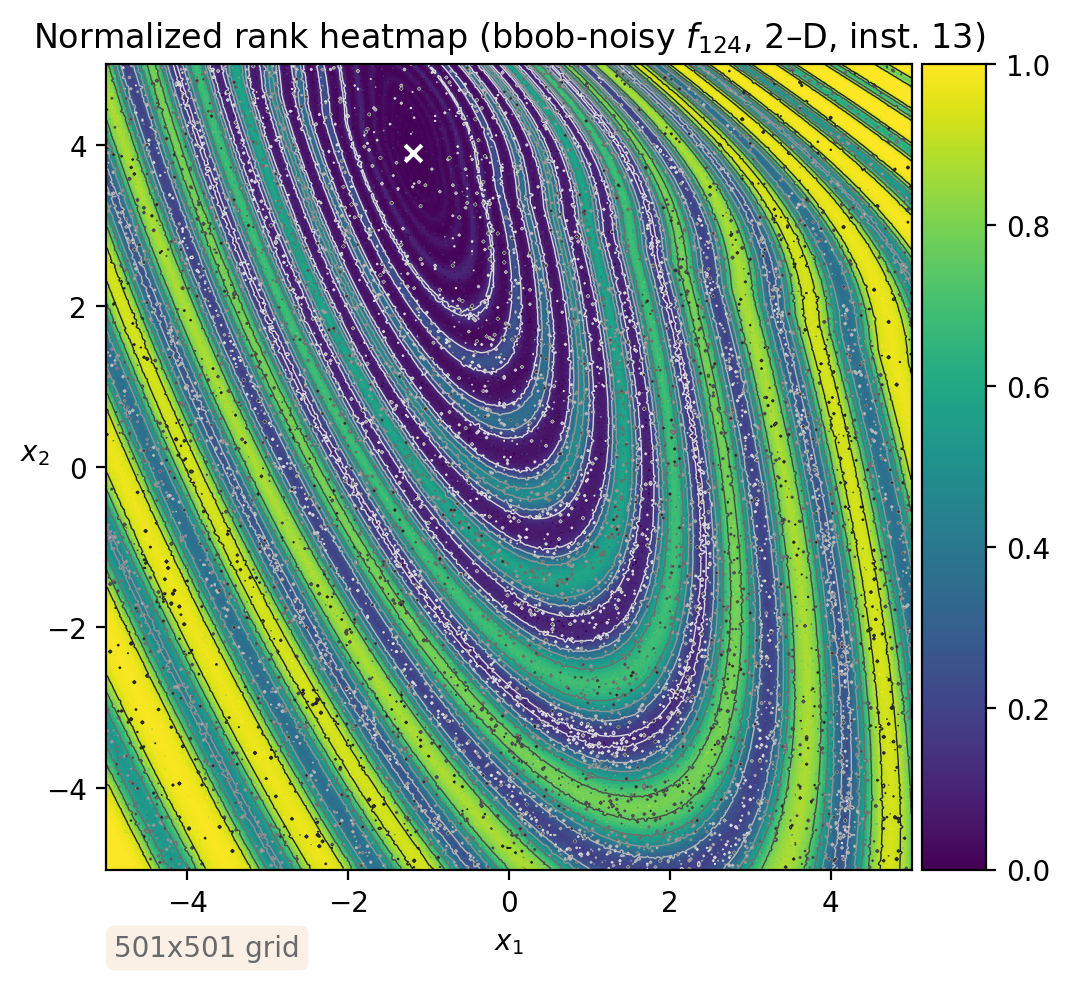 Normalized rank heatmap (bbob-noisy f₁₂₄, 2–D, inst. 13)
1.0
0.8
0.6
0.4
0.2
0.0
4
2
0
−2
−4
x₂
−4 −2 0 2 4
x₁
501x501 grid